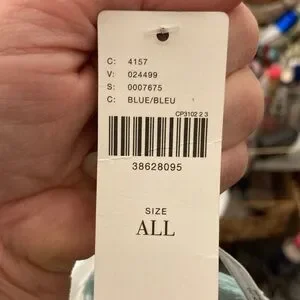 C: 4157
V: 024499
S: 0007675
C: BLUE/BLEU
CP3102 2 3
38628095
SIZE
ALL